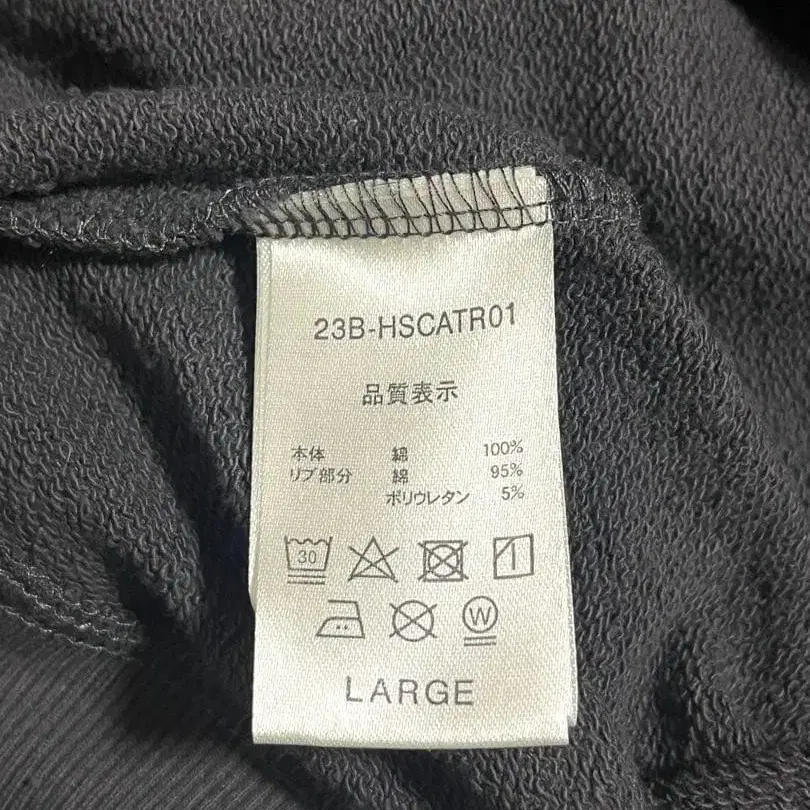 23B-HSCATR01
品質表示
本体 綿 100%
リブ部分 綿 95%
ポリウレタン 5%
30
W
LARGE